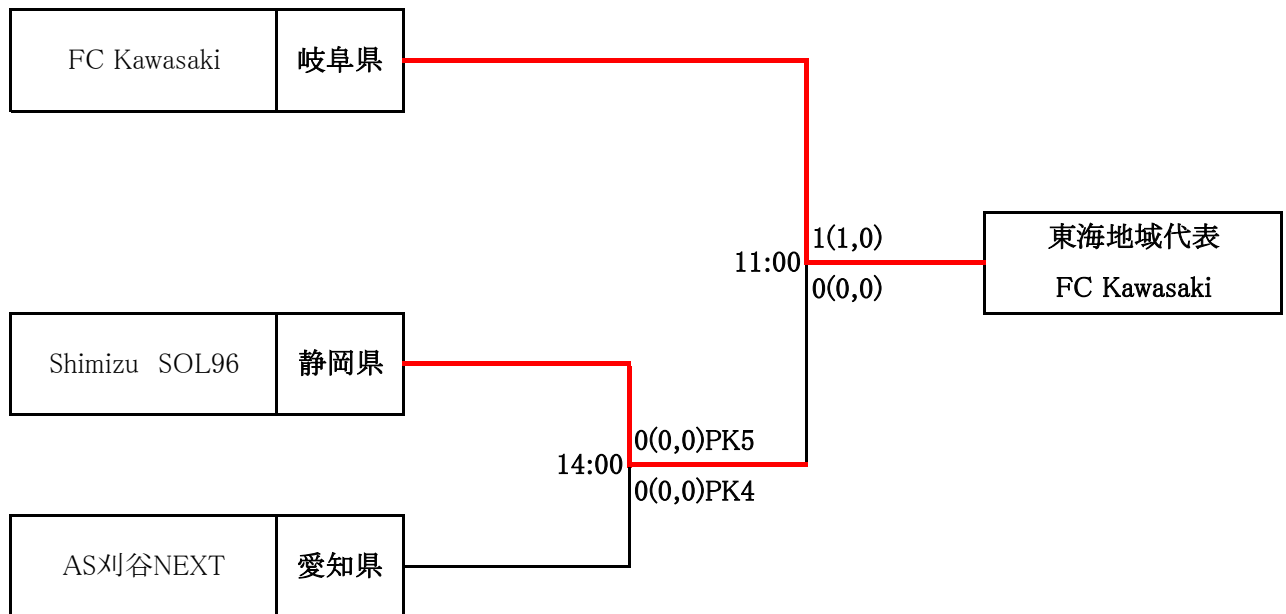 FC Kawasaki 岐阜県
1(1,0)
東海地域代表
11:00
0(0,0)
FC Kawasaki
Shimizu　SOL96 静岡県
0(0,0)PK5
14:00
0(0,0)PK4
AS刈谷NEXT 愛知県